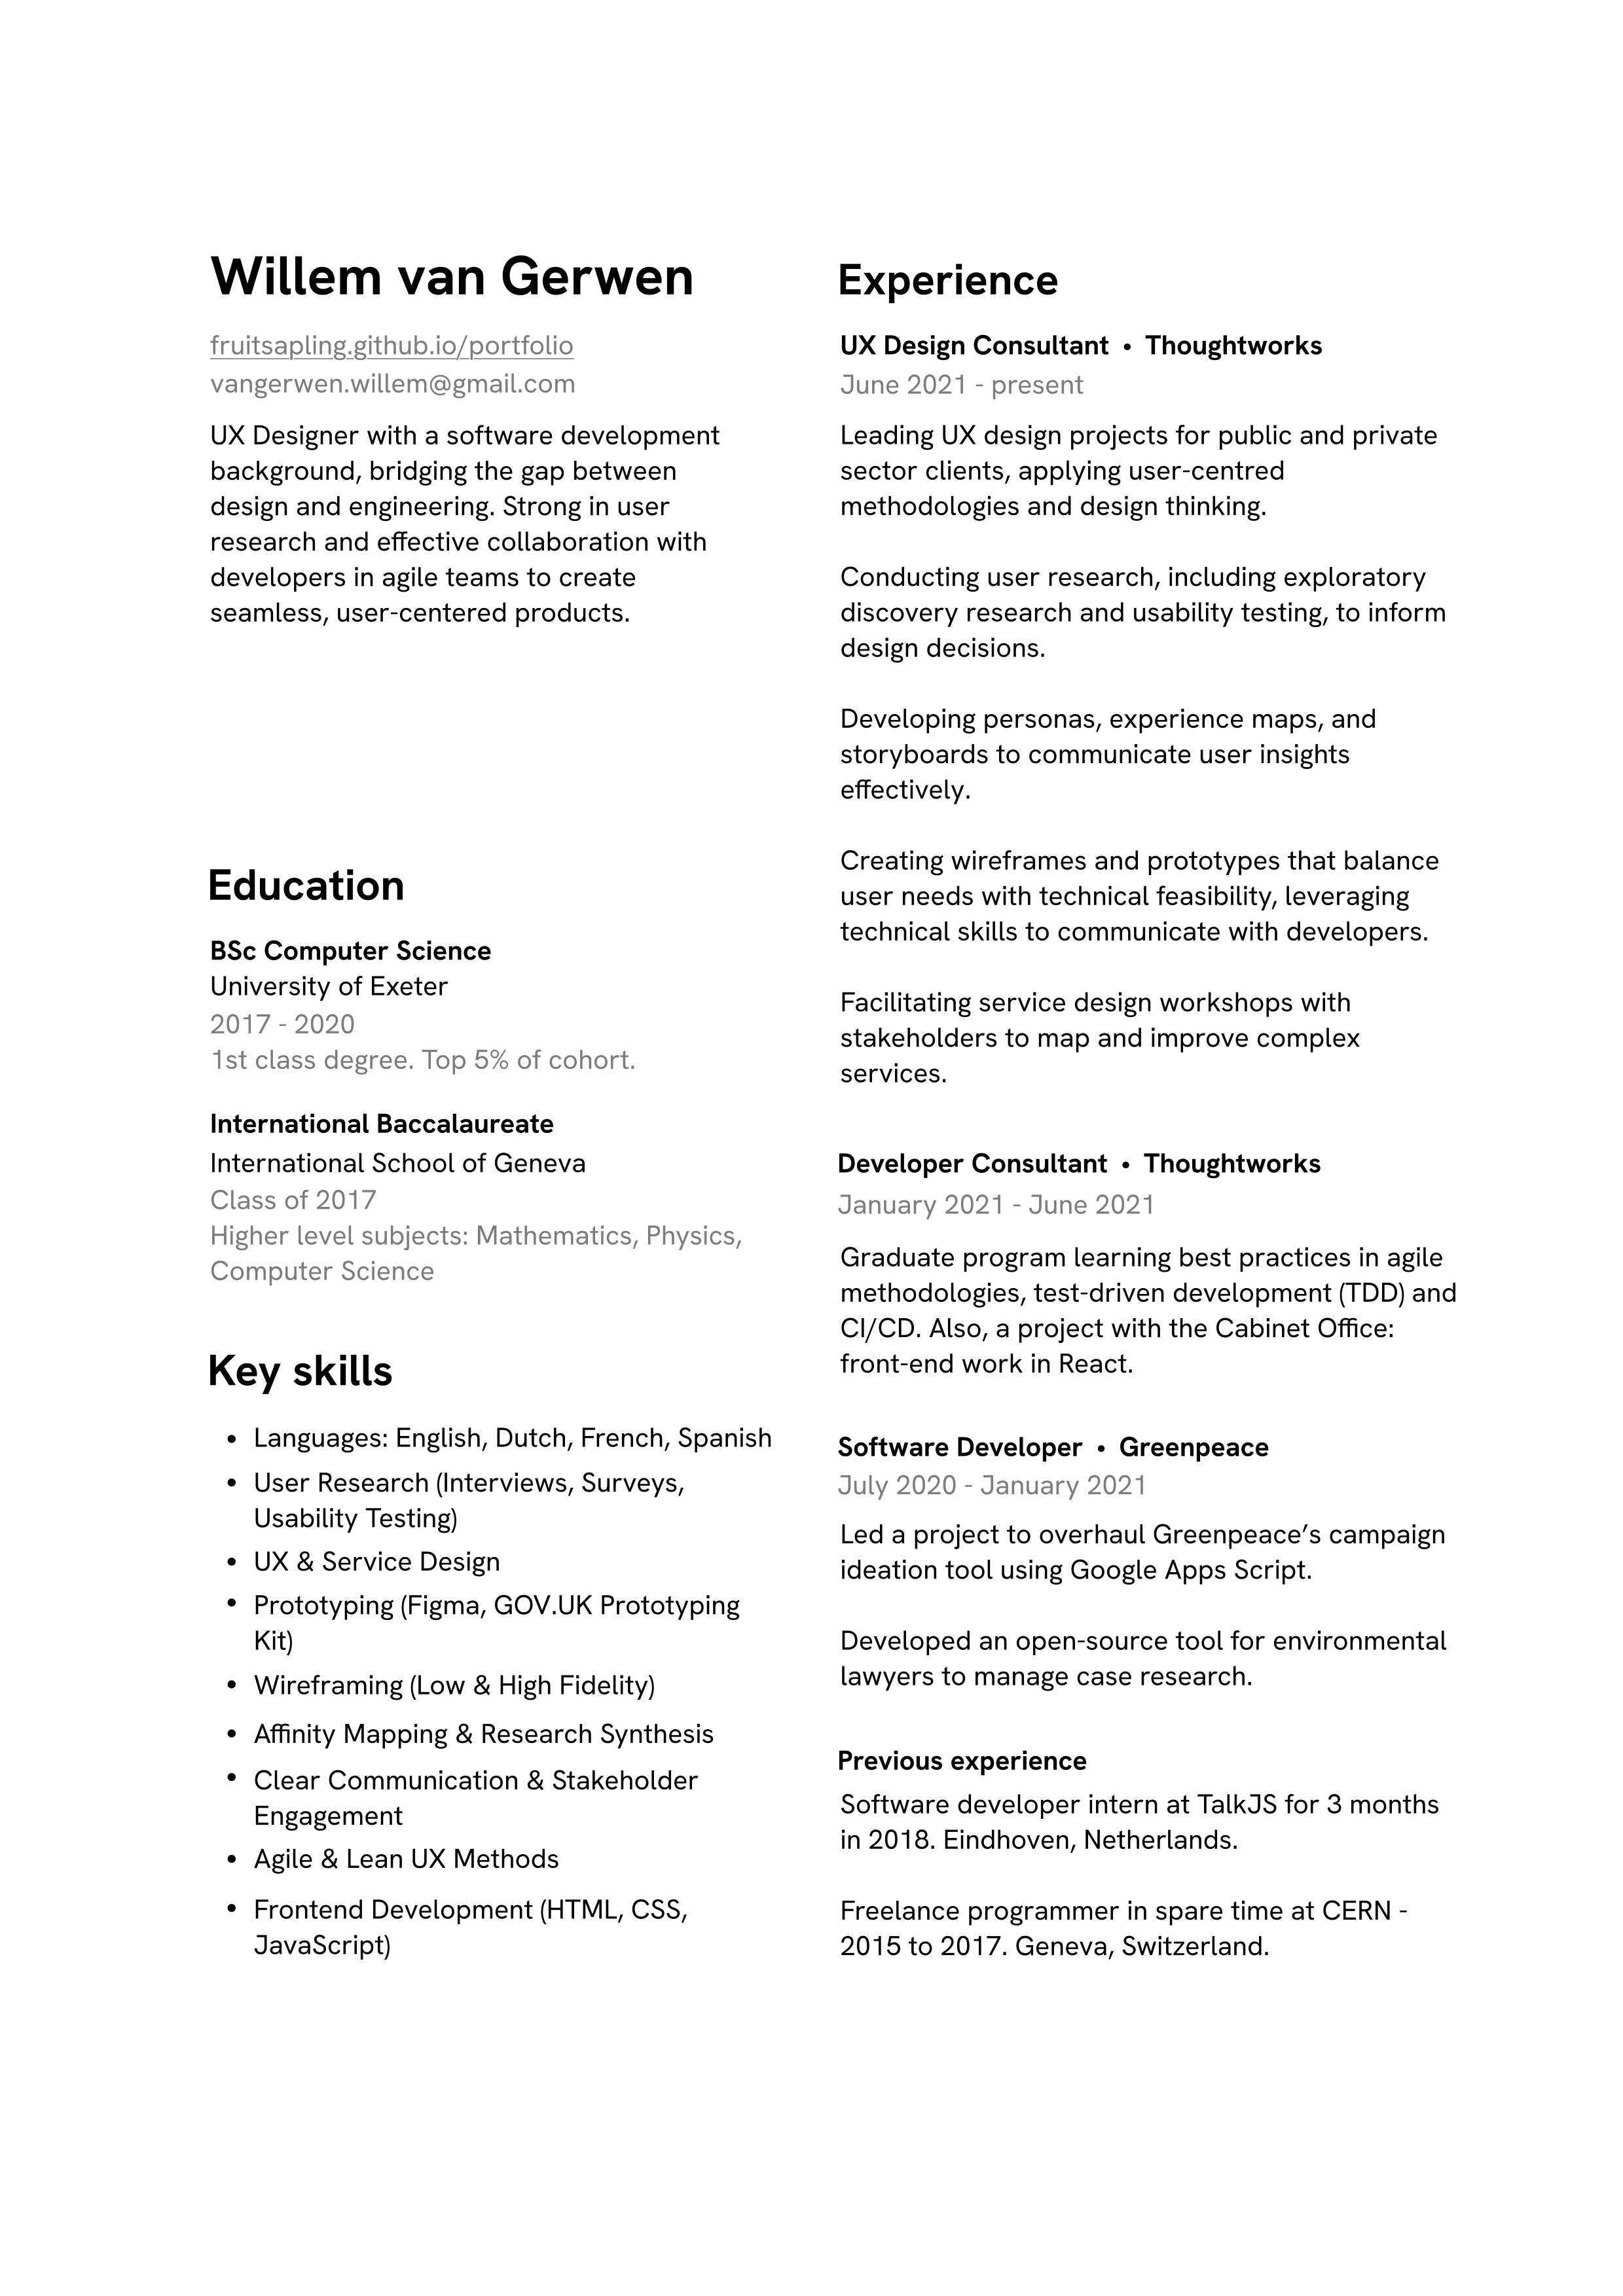 Willem van Gerwen
fruitsapling.github.io/portfolio
vangerwen.willem@gmail.com
UX Designer with a software development
background, bridging the gap between
design and engineering. Strong in user
research and effective collaboration with
developers in agile teams to create
seamless, user-centered products.
Education
BSc Computer Science
University of Exeter
2017 - 2020
1st class degree. Top 5% of cohort.
International Baccalaureate
International School of Geneva
Class of 2017
Higher level subjects: Mathematics, Physics,
Computer Science
Key skills
• Languages: English, Dutch, French, Spanish
• User Research (Interviews, Surveys,
Usability Testing)
• UX & Service Design
• Prototyping (Figma, GOV.UK Prototyping
Kit)
• Wireframing (Low & High Fidelity)
• Affinity Mapping & Research Synthesis
• Clear Communication & Stakeholder
Engagement
• Agile & Lean UX Methods
• Frontend Development (HTML, CSS,
JavaScript)
Experience
UX Design Consultant • Thoughtworks
June 2021 - present
Leading UX design projects for public and private
sector clients, applying user-centred
methodologies and design thinking.
Conducting user research, including exploratory
discovery research and usability testing, to inform
design decisions.
Developing personas, experience maps, and
storyboards to communicate user insights
effectively.
Creating wireframes and prototypes that balance
user needs with technical feasibility, leveraging
technical skills to communicate with developers.
Facilitating service design workshops with
stakeholders to map and improve complex
services.
Developer Consultant • Thoughtworks
January 2021 - June 2021
Graduate program learning best practices in agile
methodologies, test-driven development (TDD) and
CI/CD. Also, a project with the Cabinet Office:
front-end work in React.
Software Developer • Greenpeace
July 2020 - January 2021
Led a project to overhaul Greenpeace’s campaign
ideation tool using Google Apps Script.
Developed an open-source tool for environmental
lawyers to manage case research.
Previous experience
Software developer intern at TalkJS for 3 months
in 2018. Eindhoven, Netherlands.
Freelance programmer in spare time at CERN -
2015 to 2017. Geneva, Switzerland.